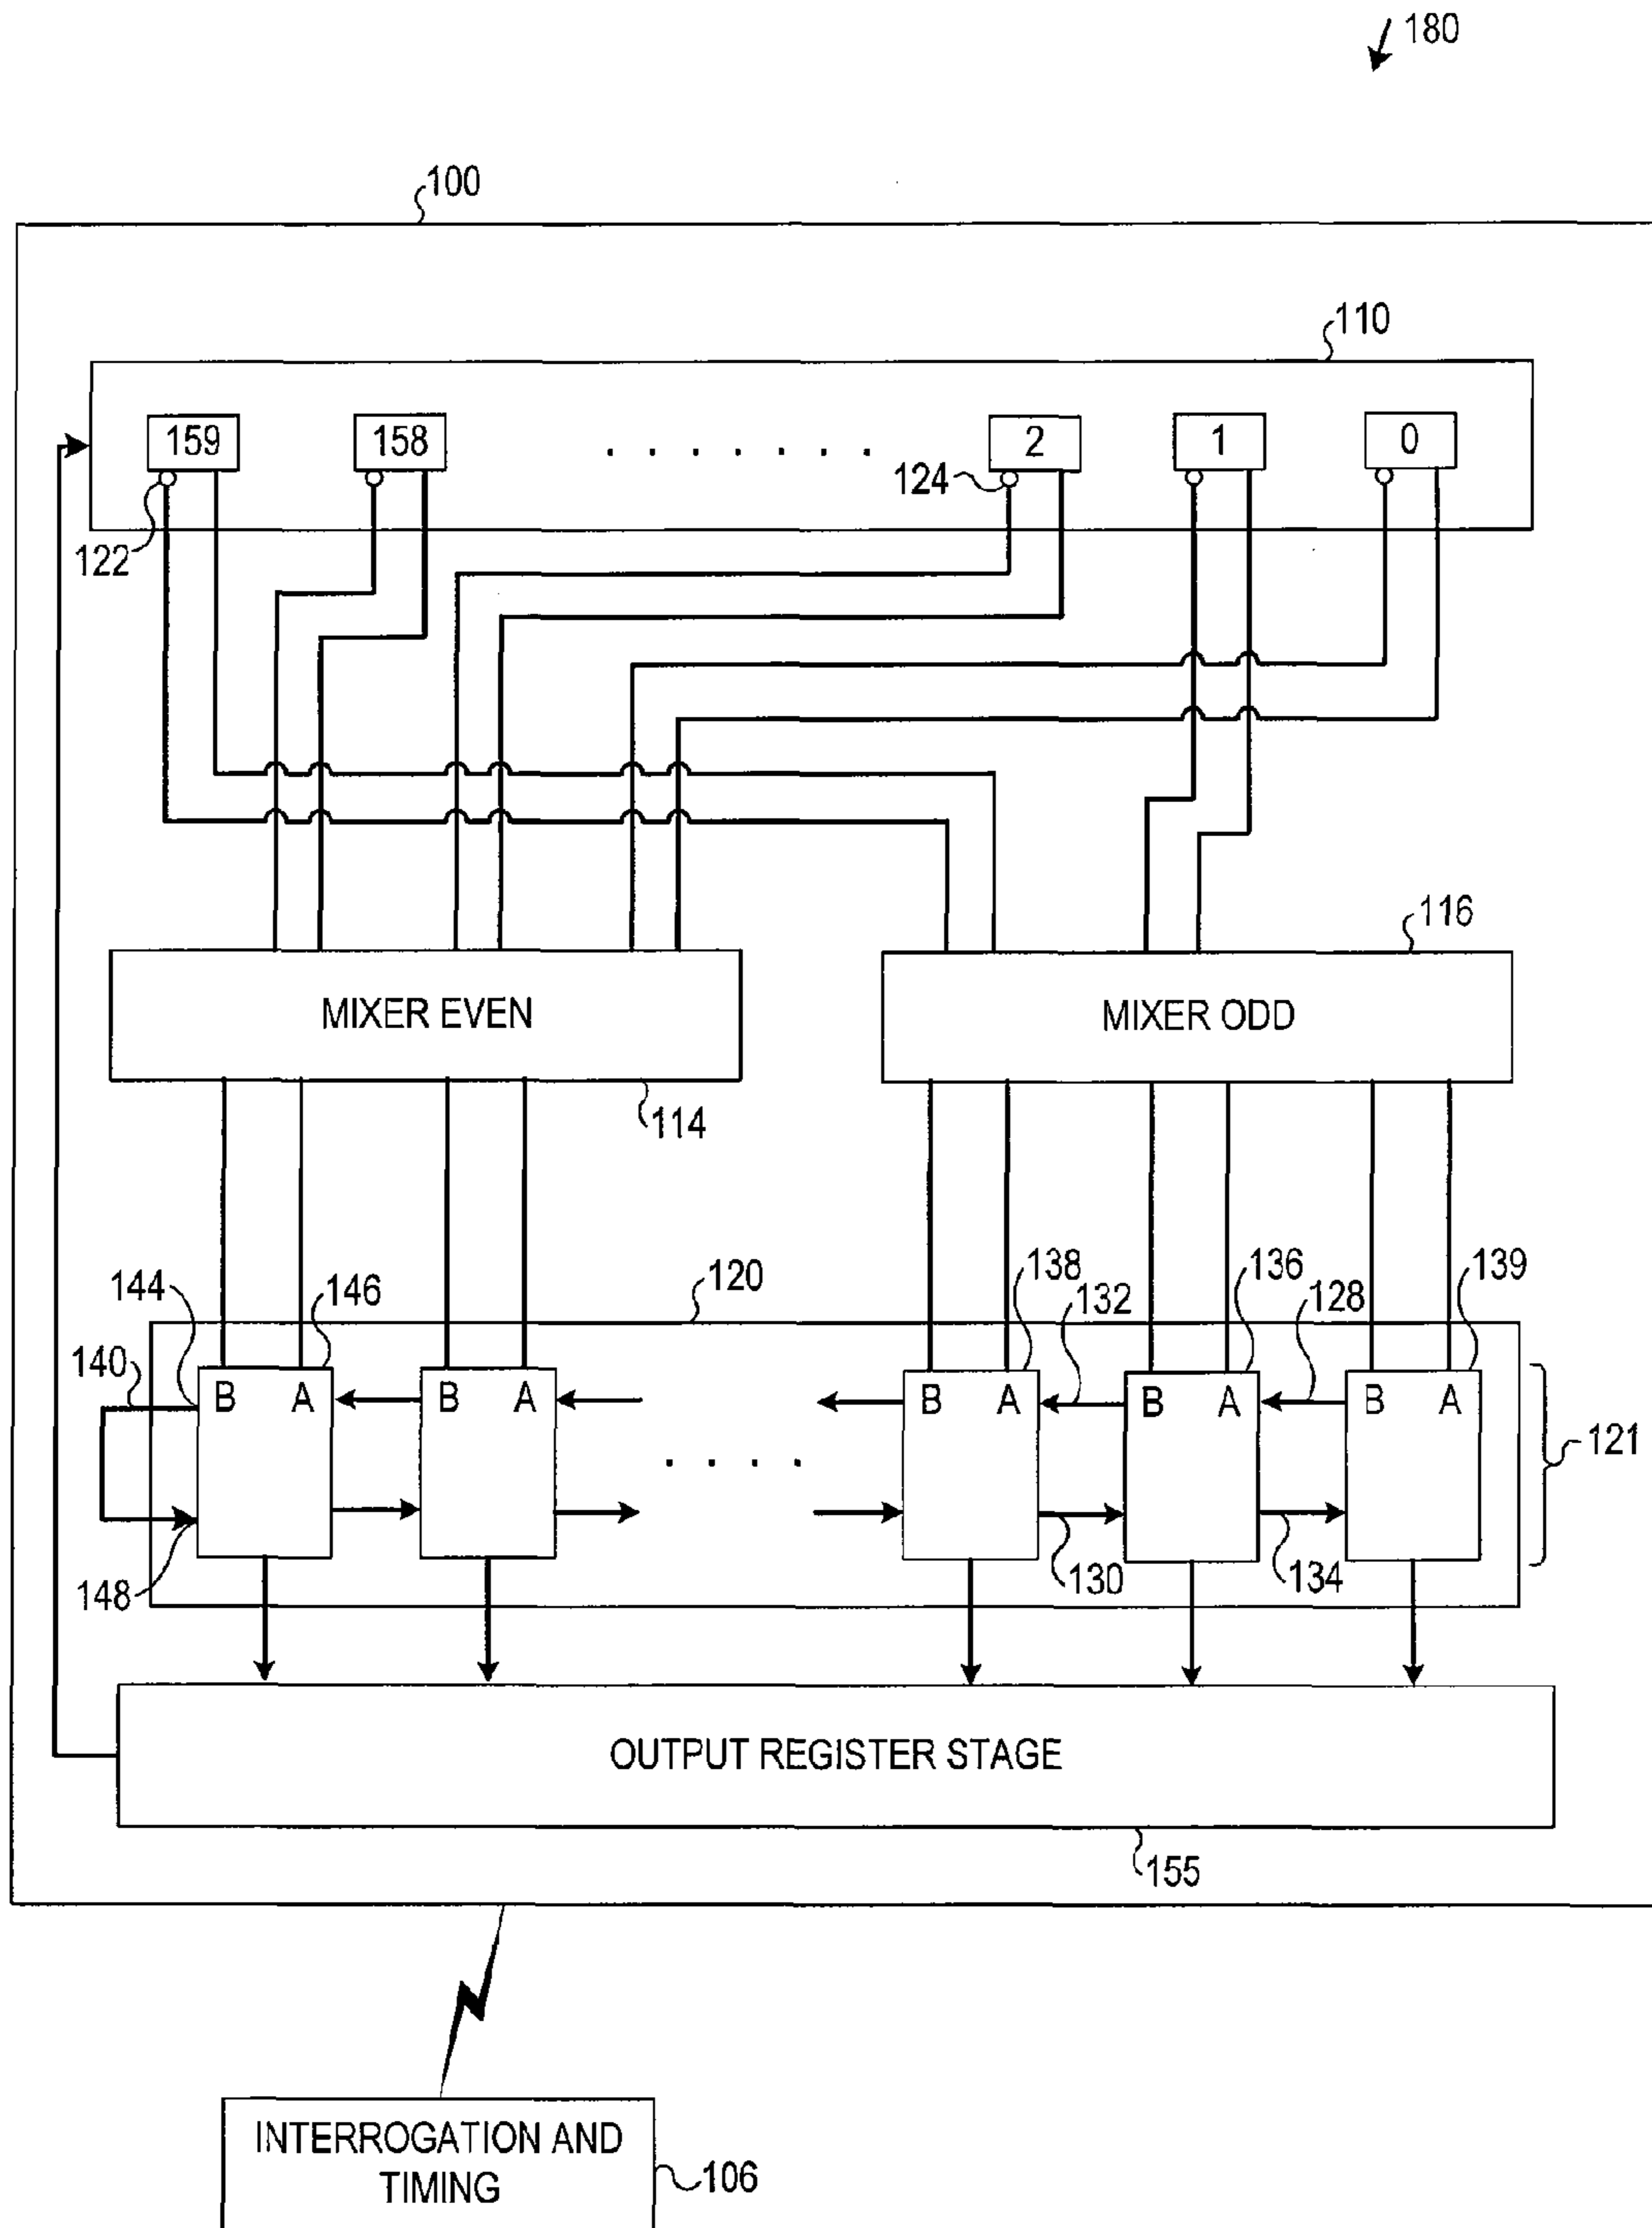 180
100
110
159
158
. . . . . . .
2
1
0
124
122
116
MIXER EVEN
MIXER ODD
114
120
138
136
139
144
146
132
128
140
B A
B A
B A
B A
B A
121
. . . .
148
130
134
OUTPUT REGISTER STAGE
155
INTERROGATION AND
TIMING
106